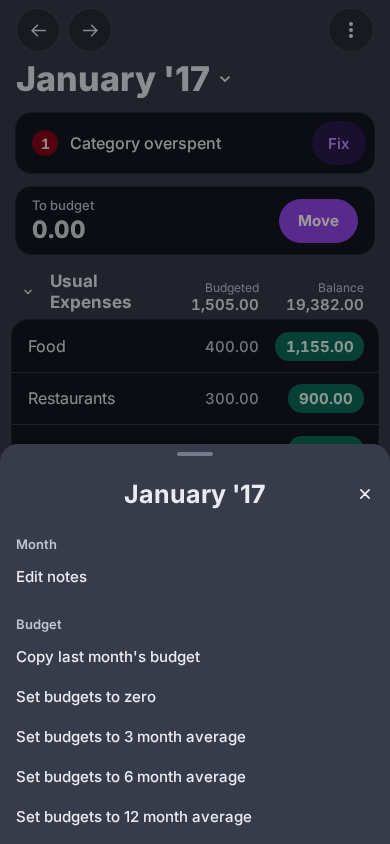 January '17
1 Category overspent Fix
To budget
0.00
Move
Usual
Expenses
Budgeted
1,505.00
Balance
19,382.00
Food 400.00 1,155.00
Restaurants 300.00 900.00
January '17
Month
Edit notes
Budget
Copy last month's budget
Set budgets to zero
Set budgets to 3 month average
Set budgets to 6 month average
Set budgets to 12 month average